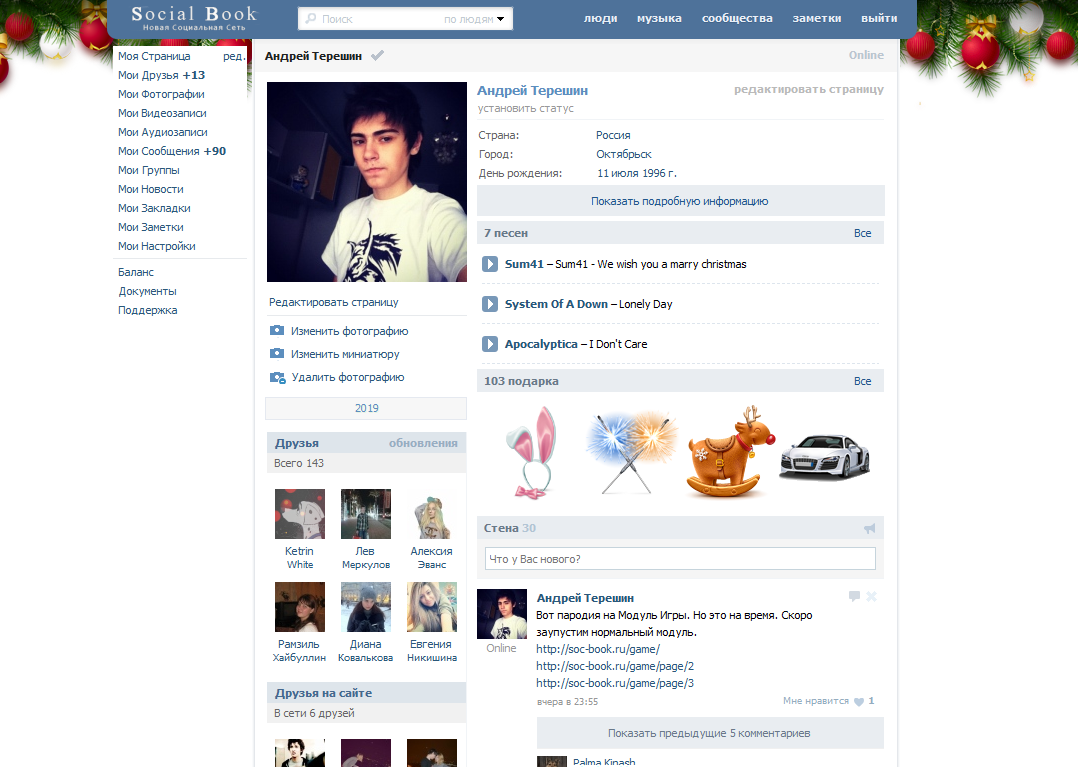 Social Book
Новая Социальная Сеть
Поиск
по людям
люди
музыка
сообщества
заметки
выйти
Моя Страница
ред.
Мои Друзья +13
Мои Фотографии
Мои Видеозаписи
Мои Аудиозаписи
Мои Сообщения +90
Мои Группы
Мои Новости
Мои Закладки
Мои Заметки
Мои Настройки
Баланс
Документы
Поддержка
Андрей Терешин
Online
Редактировать страницу
Изменить фотографию
Изменить миниатюру
Удалить фотографию
2019
Друзья
обновления
Всего 143
Ketrin
White
Лев
Меркулов
Алексия
Эванс
Рамзиль
Хайбуллин
Диана
Ковалькова
Евгения
Никишина
Друзья на сайте
В сети 6 друзей
Андрей Терешин
редактировать страницу
установить статус
Страна: Россия
Город: Октябрьск
День рождения: 11 июля 1996 г.
Показать подробную информацию
7 песен
Все
Sum41 – Sum41 - We wish you a marry christmas
System Of A Down – Lonely Day
Apocalyptica – I Don't Care
103 подарка
Все
Стена 30
Что у Вас нового?
Андрей Терешин
Вот пародия на Модуль Игры. Но это на время. Скоро
заупустим нормальный модуль.
http://soc-book.ru/game/
http://soc-book.ru/game/page/2
http://soc-book.ru/game/page/3
Online
вчера в 23:55
Мне нравится 1
Показать предыдущие 5 комментариев
Palma Kinash